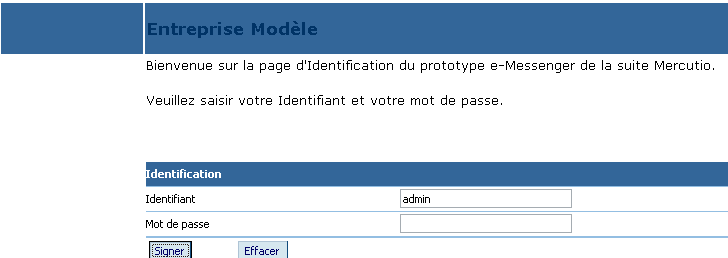 Entreprise Modèle
Bienvenue sur la page d'Identification du prototype e-Messenger de la suite Mercutio.
Veuillez saisir votre Identifiant et votre mot de passe.
Identification
Identifiant admin
Mot de passe
Signer Effacer